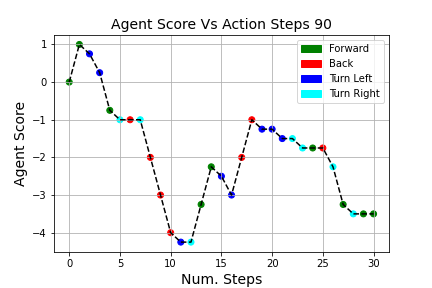 Agent Score Vs Action Steps 90
Forward
Back
Turn Left
Turn Right
Agent Score
1
0
−1
−2
−3
−4
0 5 10 15 20 25 30
Num. Steps